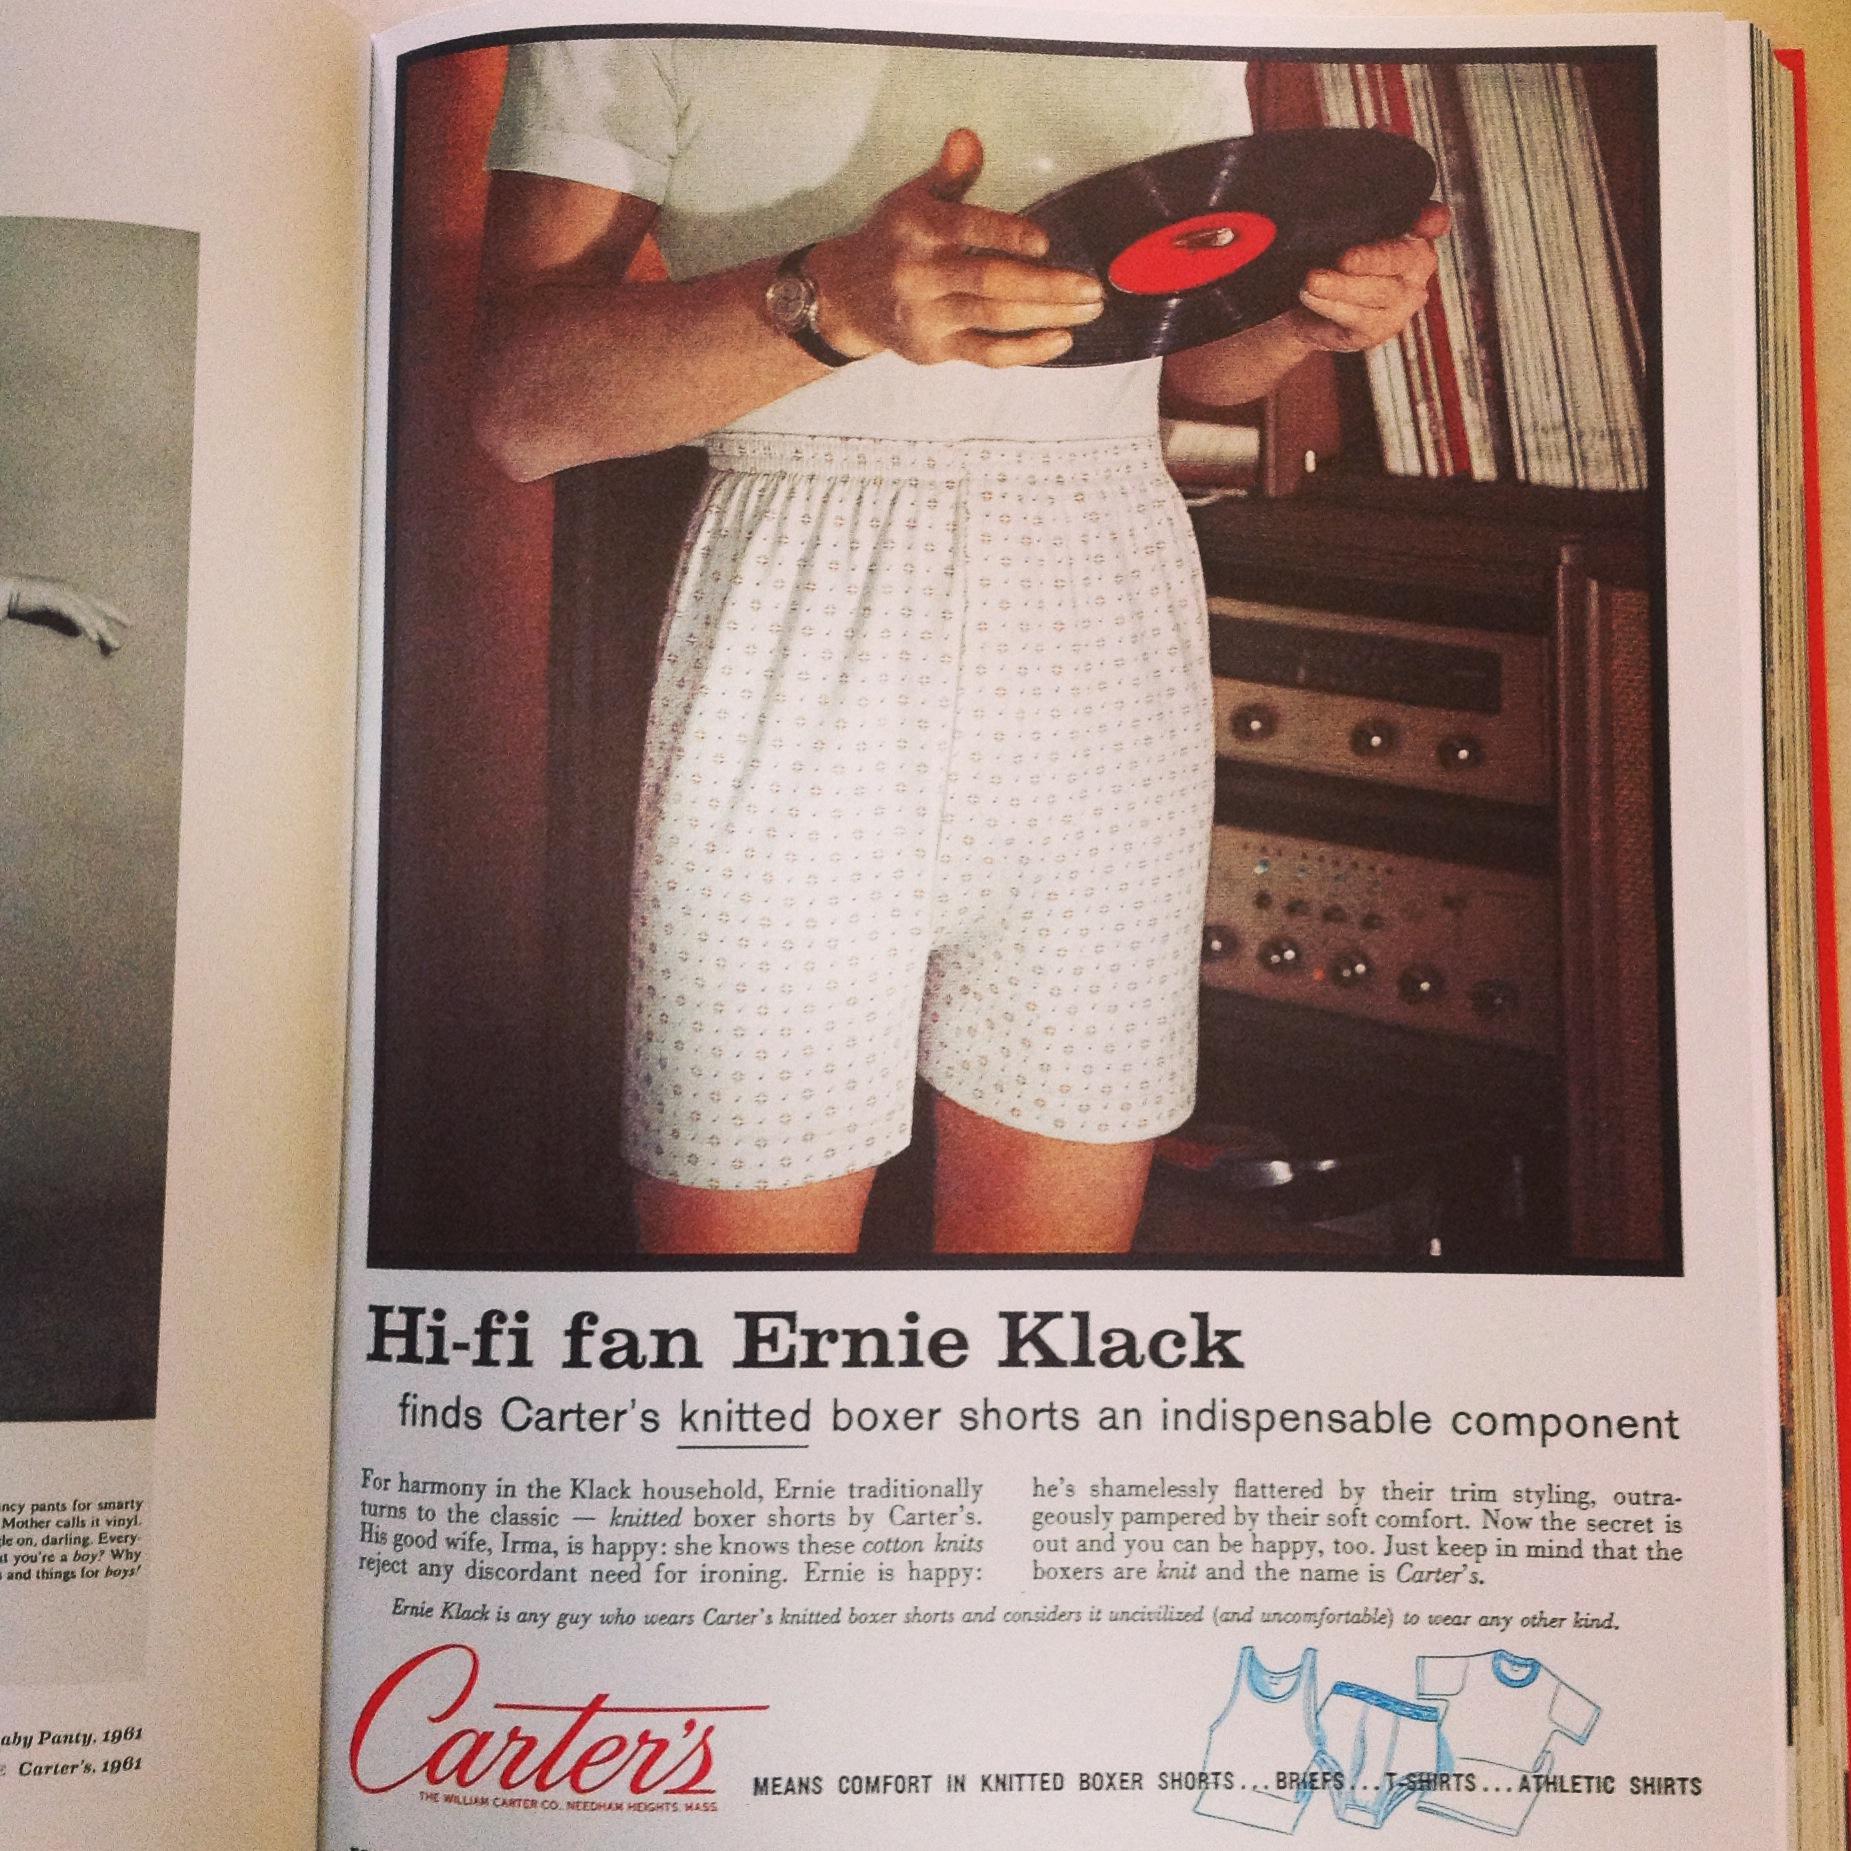 ncy pants for smarty
Mother calls it vinyl.
le on, darling. Every-
you're a boy? Why
and things for boys!
aby Panty, 1961
Carter's, 1961
Hi-fi fan Ernie Klack
finds Carter's knitted boxer shorts an indispensable component
For harmony in the Klack household, Ernie traditionally
turns to the classic — knitted boxer shorts by Carter's.
His good wife, Irma, is happy: she knows these cotton knits
reject any discordant need for ironing. Ernie is happy:
he's shamelessly flattered by their trim styling, outra-
geously pampered by their soft comfort. Now the secret is
out and you can be happy, too. Just keep in mind that the
boxers are knit and the name is Carter's.
Ernie Klack is any guy who wears Carter's knitted boxer shorts and considers it uncivilized (and uncomfortable) to wear any other kind.
Carter's
THE WILLIAM CARTER CO., NEEDHAM HEIGHTS, MASS.
MEANS COMFORT IN KNITTED BOXER SHORTS...BRIEFS...T-SHIRTS...ATHLETIC SHIRTS